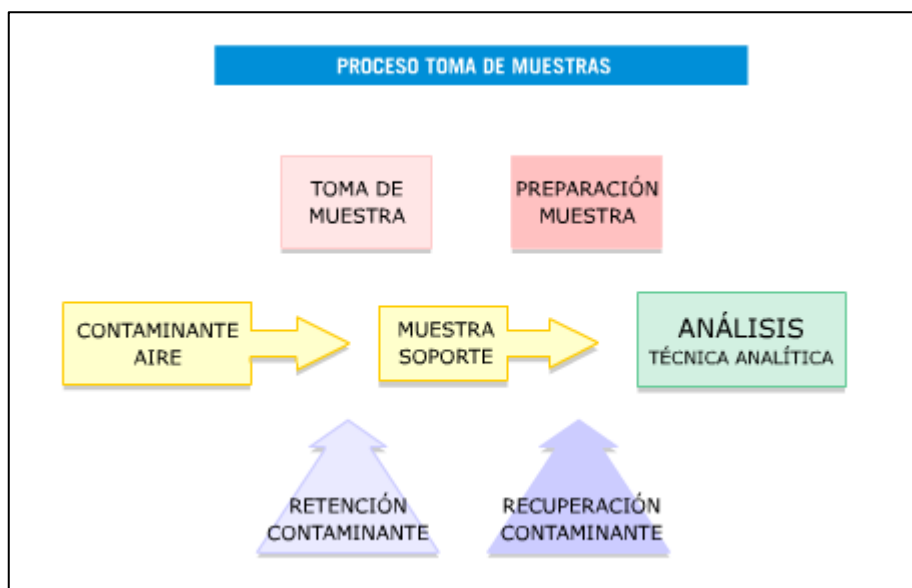 PROCESO TOMA DE MUESTRAS
TOMA DE
MUESTRA
PREPARACIÓN
MUESTRA
CONTAMINANTE
AIRE
MUESTRA
SOPORTE
ANÁLISIS
TÉCNICA ANALÍTICA
RETENCIÓN
CONTAMINANTE
RECUPERACIÓN
CONTAMINANTE